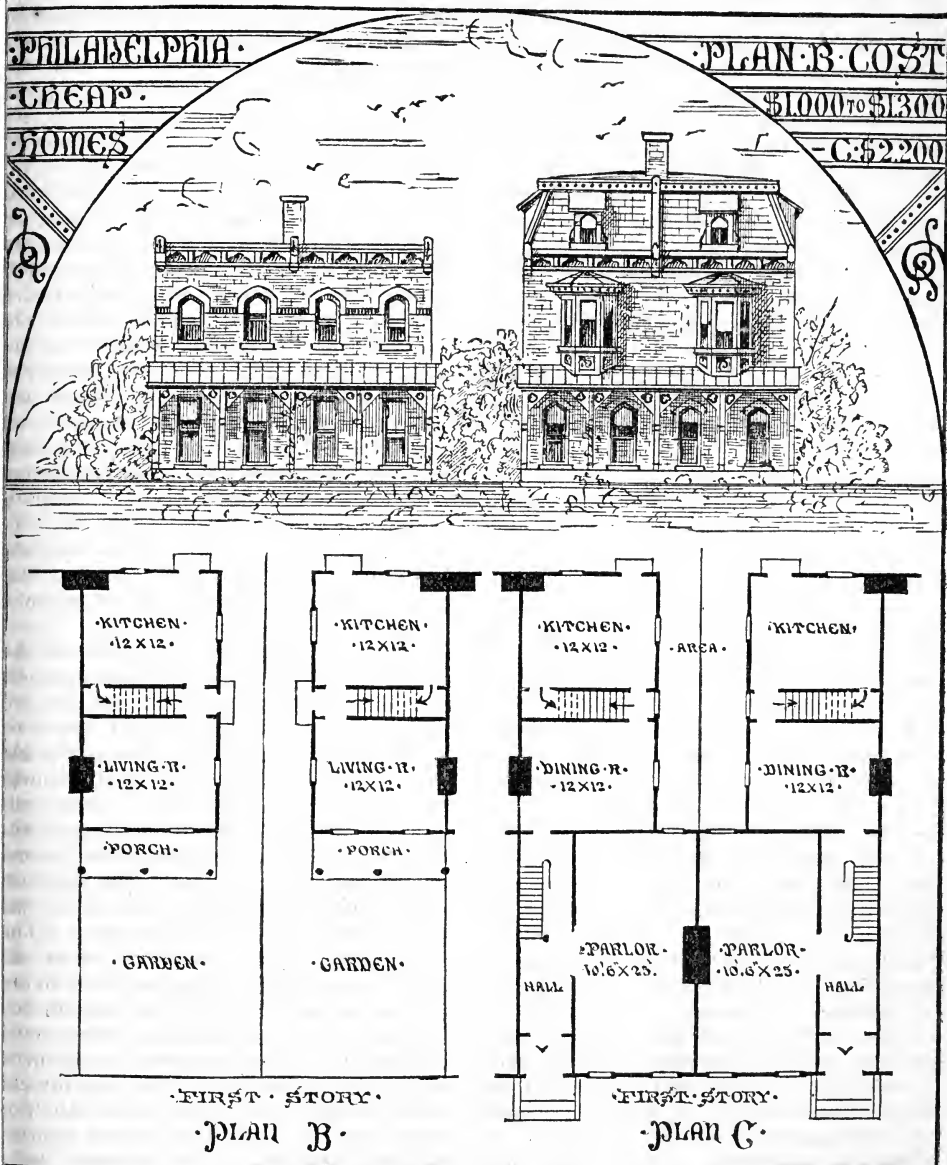 ·PHILADELPHIA·
·CHEAP·
·HOMES
·PLAN·B·COST
$1.000 TO $1.300
-C·$2.200
·KITCHEN·
·12X12·
·KITCHEN·
·12X12·
·KITCHEN·
·12X12·
·KITCHEN·
·AREA·
·LIVING·R·
·12X12·
LIVING·R·
·12X12·
·DINING·R·
·12X12·
·DINING·R·
·12X12·
·PORCH·
·PORCH·
·GARDEN·
·GARDEN·
HALL
·PARLOR·
10'.6"X25'.
·PARLOR·
·10'.6"X25·
HALL
·FIRST·STORY·
·PLAN B·
·FIRST·STORY·
·PLAN C·